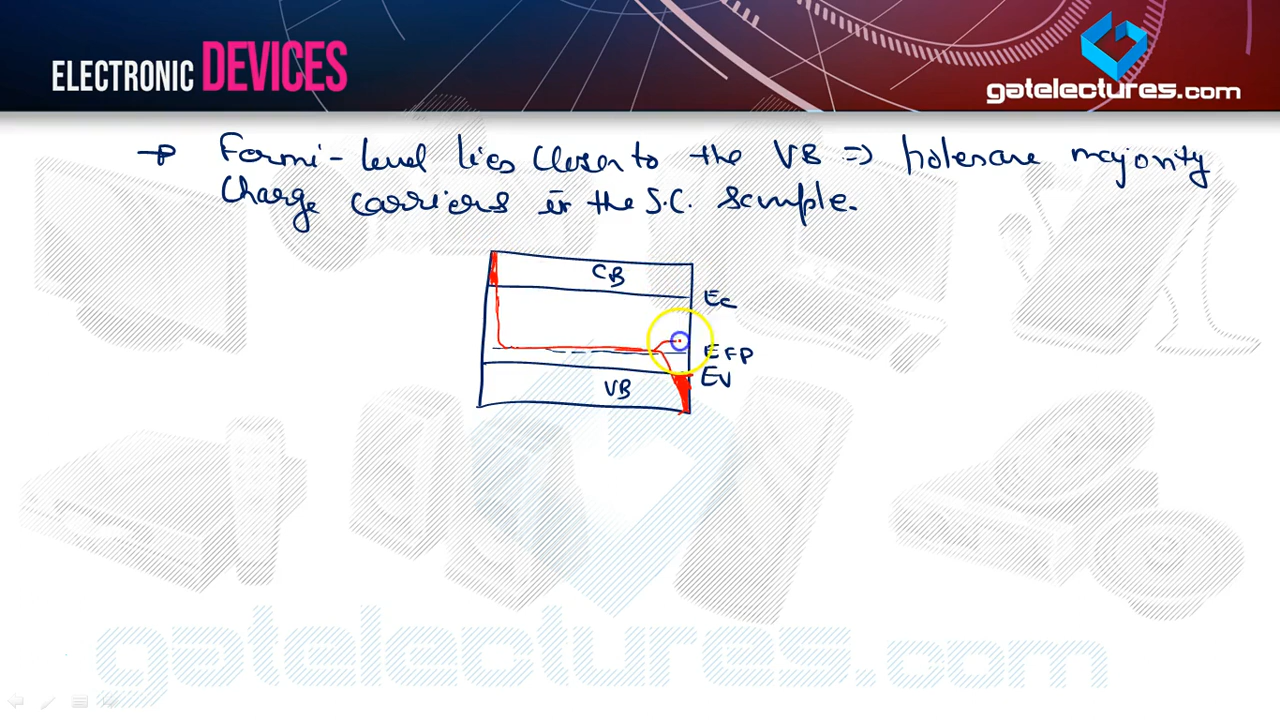 ELECTRONIC DEVICES
gatelectures.com
→ Fermi-level lies closer to the VB ⇒ holes are majority
charge carriers in the S.C. sample.
CB
EC
EFP
EV
VB
gatelectures.com